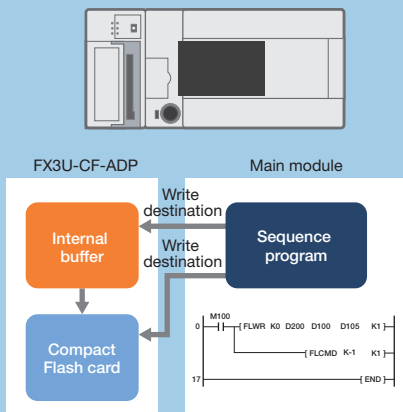 FX3U-CF-ADP
Main module
Write
destination
Internal
buffer
Sequence
program
Write
destination
Compact
Flash card
M100
0
FLWR K0 D200 D100 D105 K1
FLCMD K-1 K1
17
END